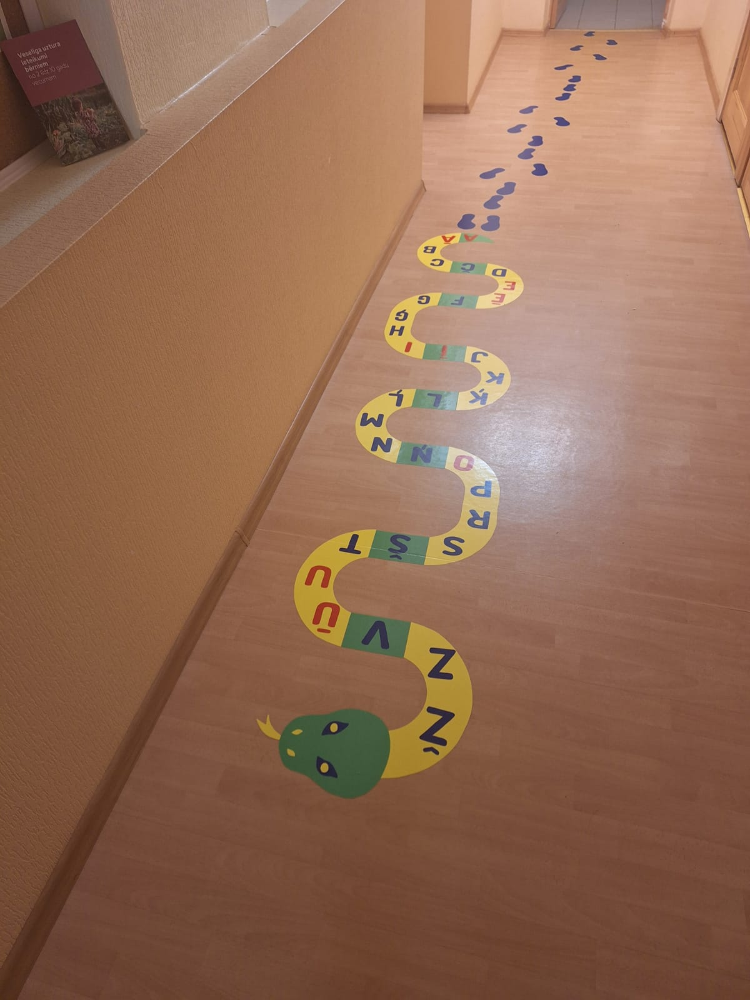 Veselīga uztura
ieteikumi
bērniem
no 2 līdz 10 gadu
vecumam
A Ā B C Č D E Ē F G Ģ H I Ī J K Ķ L Ļ M N Ņ O P R S Š T U Ū V Z Ž